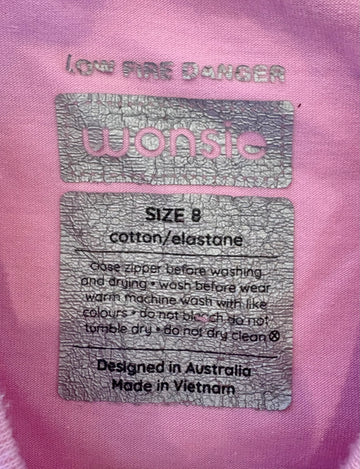 LOW FIRE DANGER
wonsie
SIZE 8
cotton/elastane
close zipper before washing
and drying • wash before wear
warm machine wash with like
colours • do not bleach do not
tumble dry • do not dry clean
Designed in Australia
Made in Vietnam